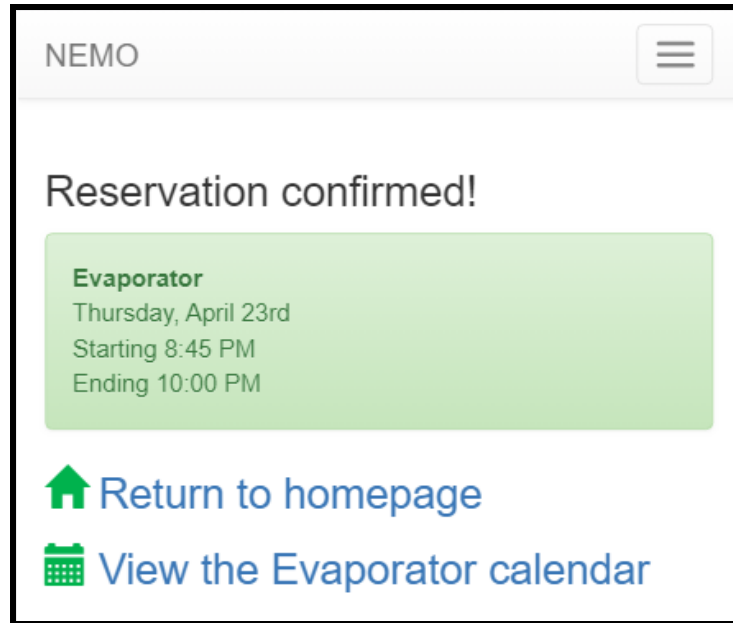 NEMO
Reservation confirmed!
Evaporator
Thursday, April 23rd
Starting 8:45 PM
Ending 10:00 PM
Return to homepage
View the Evaporator calendar